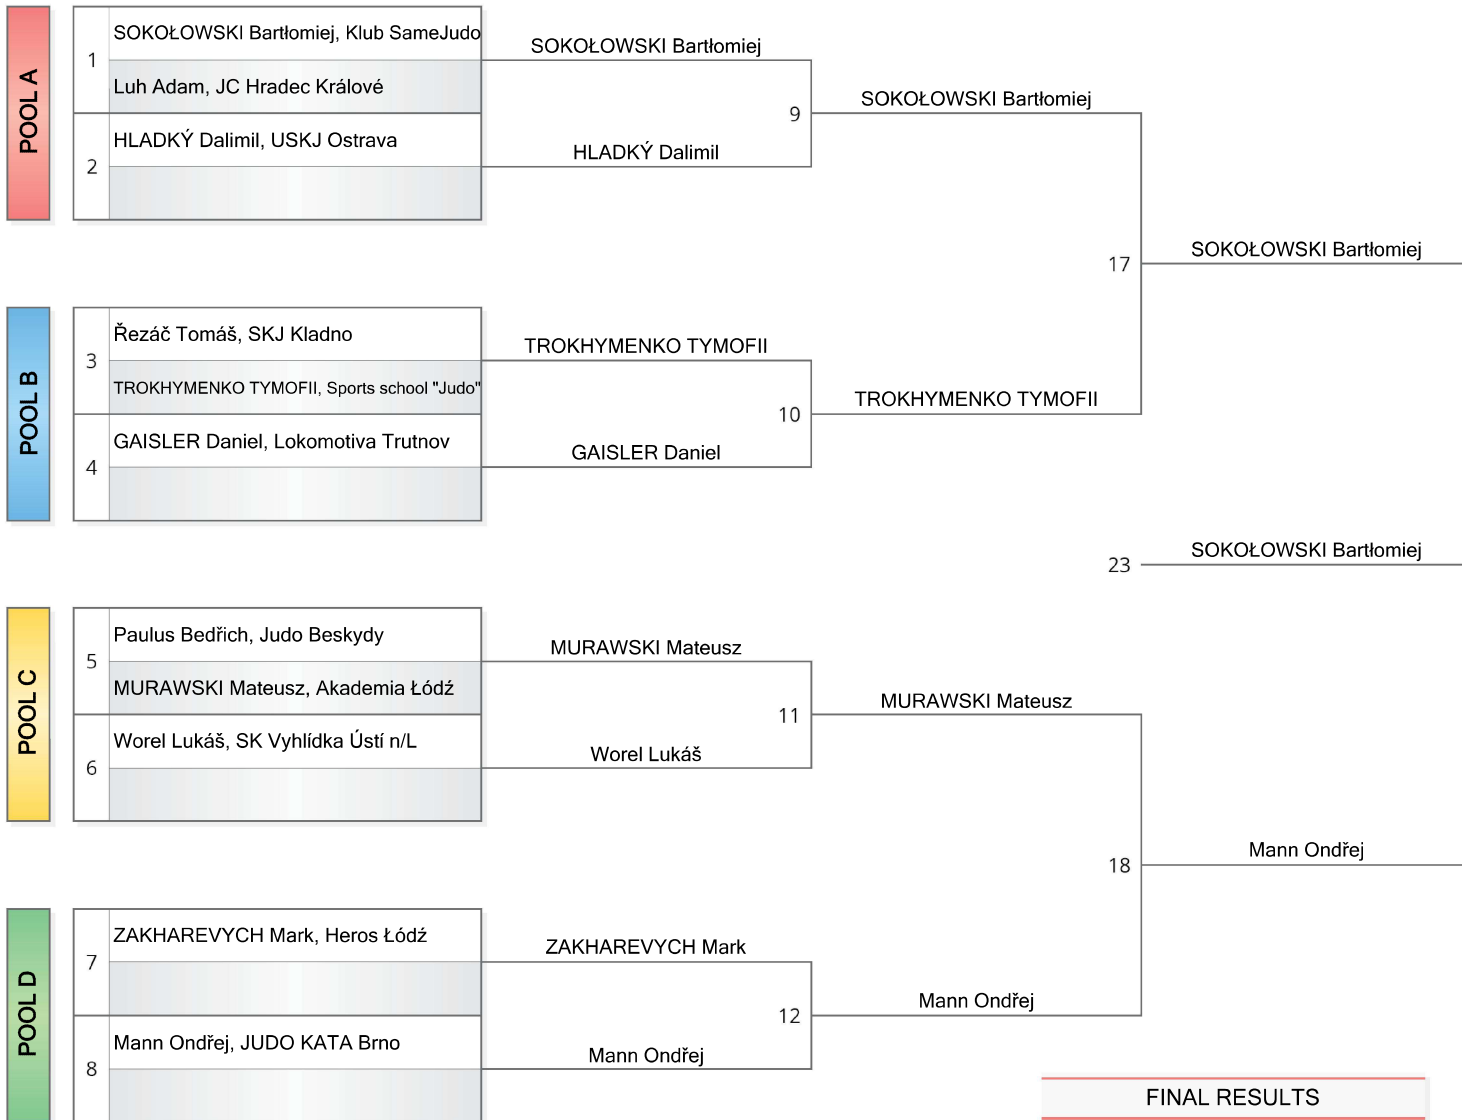 POOL A
1
SOKOŁOWSKI Bartłomiej, Klub SameJudo
Luh Adam, JC Hradec Králové
2
HLADKÝ Dalimil, USKJ Ostrava
SOKOŁOWSKI Bartłomiej
HLADKÝ Dalimil
9
SOKOŁOWSKI Bartłomiej
17
SOKOŁOWSKI Bartłomiej
POOL B
3
Řezáč Tomáš, SKJ Kladno
TROKHYMENKO TYMOFII, Sports school "Judo"
4
GAISLER Daniel, Lokomotiva Trutnov
TROKHYMENKO TYMOFII
GAISLER Daniel
10
TROKHYMENKO TYMOFII
23
SOKOŁOWSKI Bartłomiej
POOL C
5
Paulus Bedřich, Judo Beskydy
MURAWSKI Mateusz, Akademia Łódź
6
Worel Lukáš, SK Vyhlídka Ústí n/L
MURAWSKI Mateusz
Worel Lukáš
11
MURAWSKI Mateusz
18
Mann Ondřej
POOL D
7
ZAKHAREVYCH Mark, Heros Łódź
8
Mann Ondřej, JUDO KATA Brno
ZAKHAREVYCH Mark
Mann Ondřej
12
Mann Ondřej
FINAL RESULTS